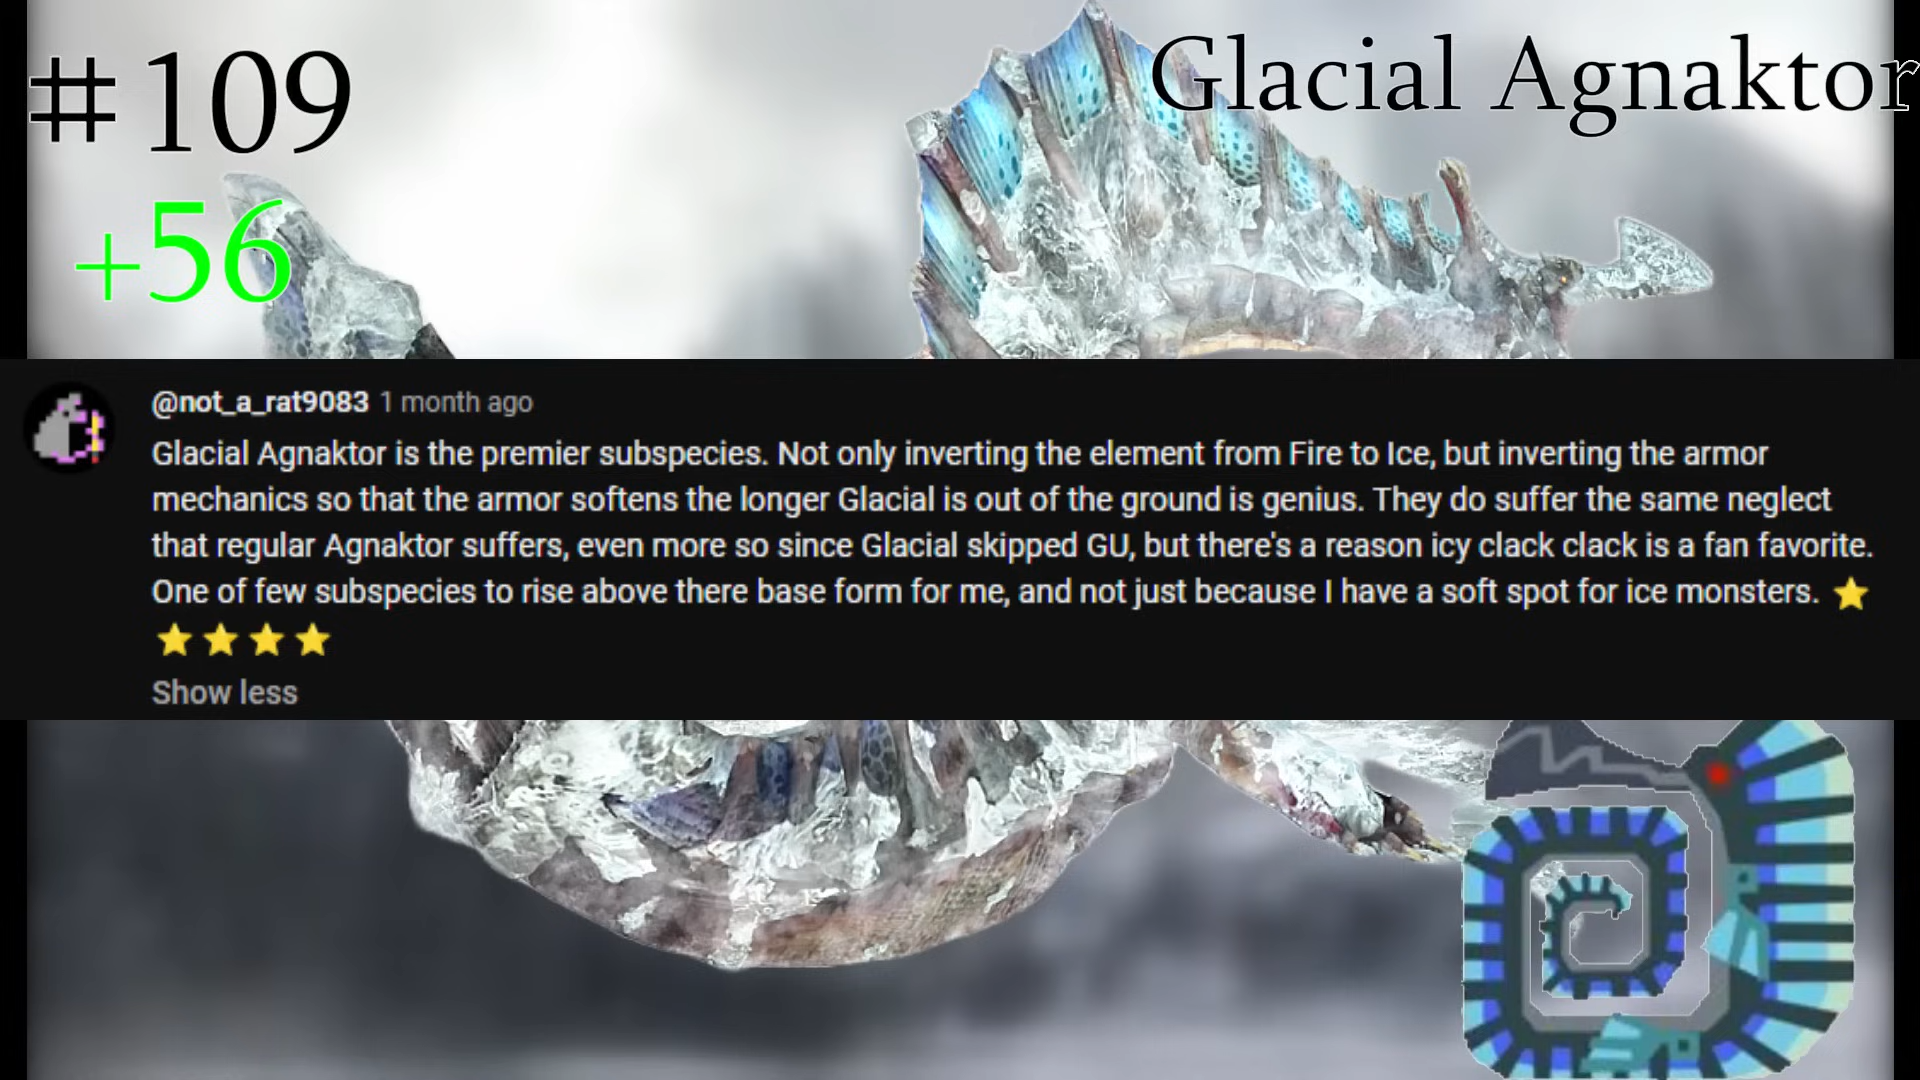 #109
Glacial Agnaktor
+56
@not_a_rat9083 1 month ago
Glacial Agnaktor is the premier subspecies. Not only inverting the element from Fire to Ice, but inverting the armor
mechanics so that the armor softens the longer Glacial is out of the ground is genius. They do suffer the same neglect
that regular Agnaktor suffers, even more so since Glacial skipped GU, but there's a reason icy clack clack is a fan favorite.
One of few subspecies to rise above there base form for me, and not just because I have a soft spot for ice monsters. ⭐
⭐⭐⭐⭐
Show less